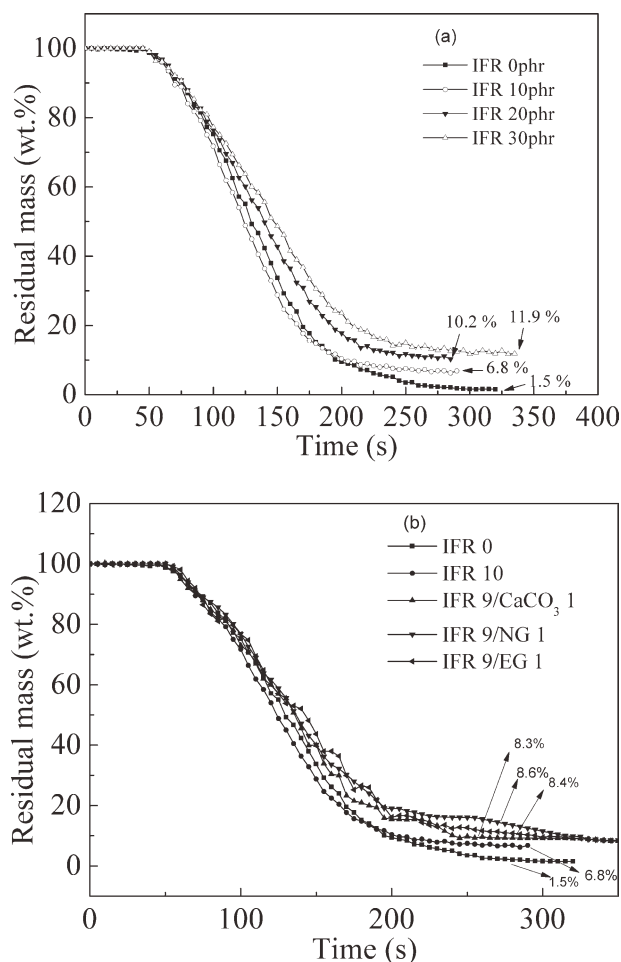 (a)
IFR 0phr
IFR 10phr
IFR 20phr
IFR 30phr
100
80
60
40
20
0
Residual mass (wt.%)
10.2 %
11.9 %
6.8 %
1.5 %
0 50 100 150 200 250 300 350 400
Time (s)
(b)
IFR 0
IFR 10
IFR 9/CaCO₃ 1
IFR 9/NG 1
IFR 9/EG 1
120
100
80
60
40
20
0
Residual mass (wt.%)
8.3%
8.6%
8.4%
6.8%
1.5%
0 100 200 300
Time (s)